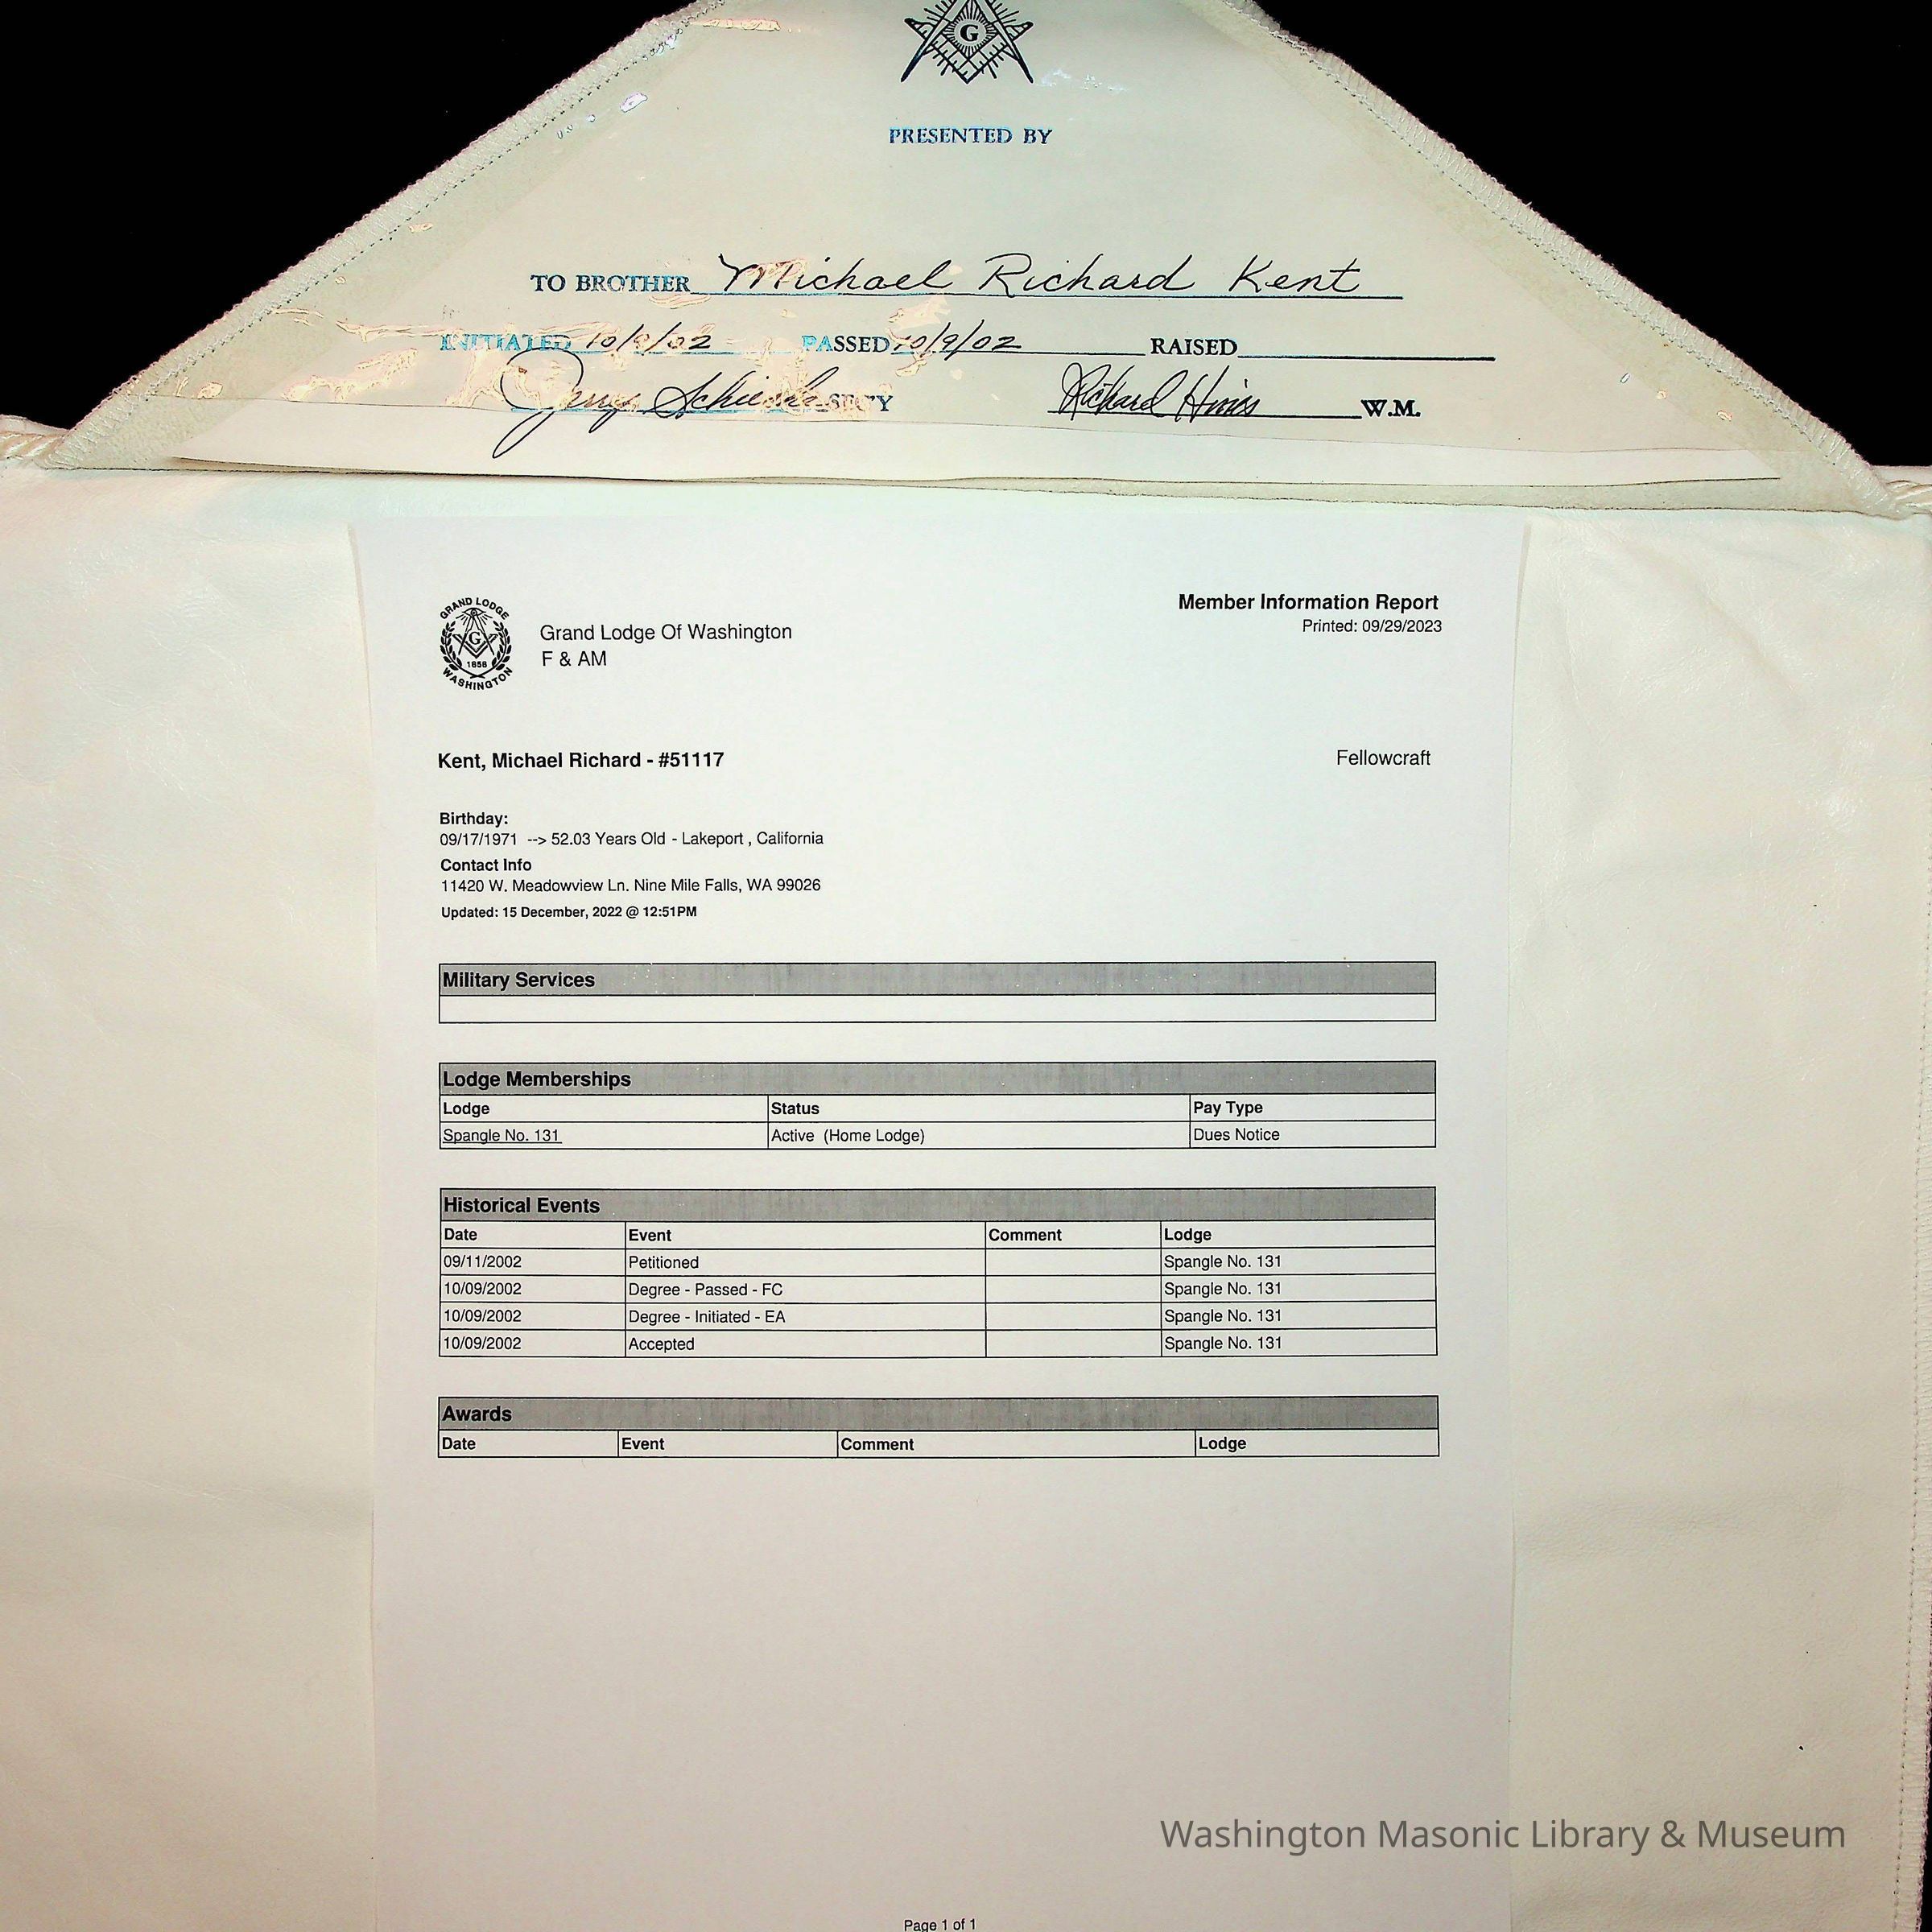 G
PRESENTED BY
TO BROTHER Michael Richard Kent
INITIATED 10/9/02 PASSED 10/9/02 RAISED
Jerry SEC'Y Richard Hines W.M.
GRAND LODGE
G
1858
WASHINGTON
Grand Lodge Of Washington
F & AM
Member Information Report
Printed: 09/29/2023
Kent, Michael Richard - #51117 Fellowcraft
Birthday:
09/17/1971 --> 52.03 Years Old - Lakeport , California
Contact Info
11420 W. Meadowview Ln. Nine Mile Falls, WA 99026
Updated: 15 December, 2022 @ 12:51PM
Military Services
Lodge Memberships
Lodge Status Pay Type
Spangle No. 131 Active (Home Lodge) Dues Notice
Historical Events
Date Event Comment Lodge
09/11/2002 Petitioned Spangle No. 131
10/09/2002 Degree - Passed - FC Spangle No. 131
10/09/2002 Degree - Initiated - EA Spangle No. 131
10/09/2002 Accepted Spangle No. 131
Awards
Date Event Comment Lodge
Washington Masonic Library & Museum
Page 1 of 1